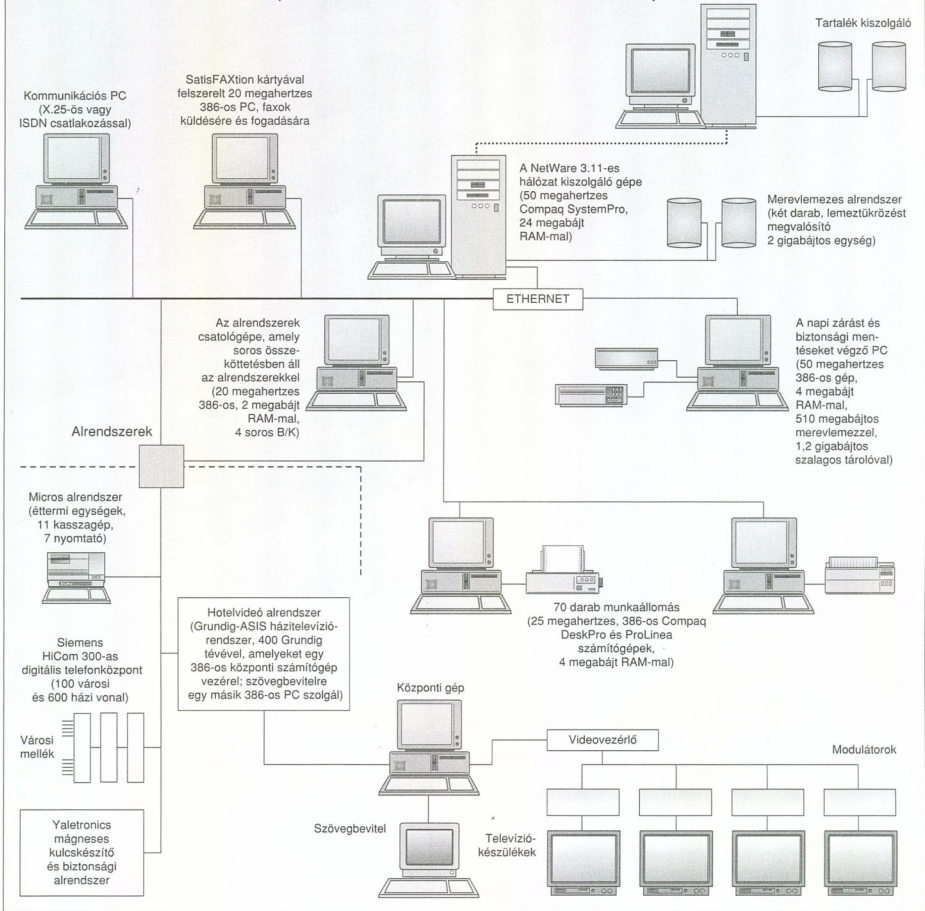 Tartalék kiszolgáló
SatisFAXtion kártyával
felszerelt 20 megahertzes
386-os PC, faxok
küldésére és fogadására
Kommunikációs PC
(X.25-ös vagy
ISDN csatlakozással)
A NetWare 3.11-es
hálózat kiszolgáló gépe
(50 megahertzes
Compaq SystemPro,
24 megabájt
RAM-mal)
Merevlemezes alrendszer
(két darab, lemeztükrözést
megvalósító
2 gigabájtos egység)
ETHERNET
Az alrendszerek
csatológépe, amely
soros össze-
köttetésben áll
az alrendszerekkel
(20 megahertzes
386-os, 2 megabájt
RAM-mal,
4 soros B/K)
A napi zárást és
biztonsági men-
téseket végző PC
(50 megahertzes
386-os gép,
4 megabájt
RAM-mal,
510 megabájtos
merevlemezzel,
1,2 gigabájtos
szalagos tárolóval)
Alrendszerek
Micros alrendszer
(éttermi egységek,
11 kasszagép,
7 nyomtató)
70 darab munkaállomás
(25 megahertzes, 386-os Compaq
DeskPro és ProLinea
számítógépek,
4 megabájt RAM-mal)
Hotelvideó alrendszer
(Grundig-ASIS házitelevízió-
rendszer, 400 Grundig
tévével, amelyeket egy
386-os központi számítógép
vezérel; szövegbevitelre
egy másik 386-os PC szolgál)
Siemens
HiCom 300-as
digitális telefonközpont
(100 városi
és 600 házi vonal)
Városi
mellék
Központi gép
Videovezérlő
Modulátorok
Szövegbevitel
Televízió-
készülékek
Yaletronics
mágneses
kulcskészítő
és biztonsági
alrendszer